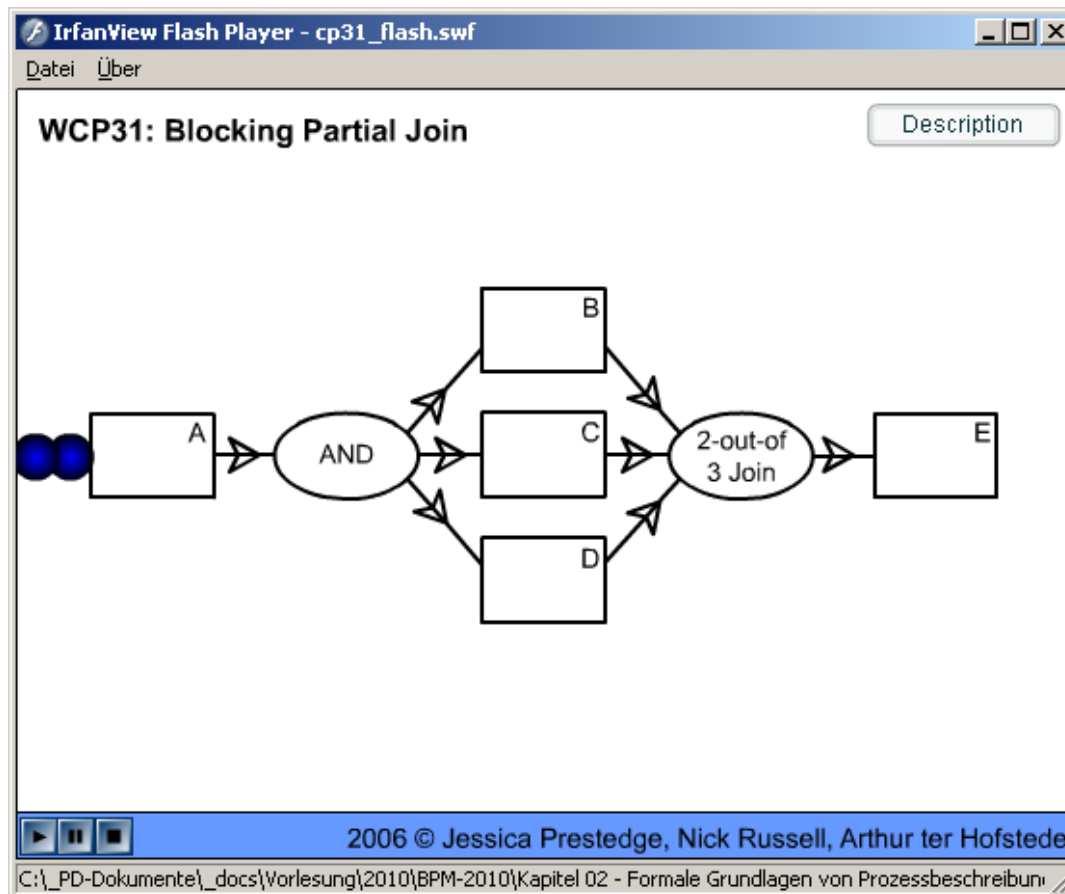 IrfanView Flash Player - cp31_flash.swf
Datei Über
WCP31: Blocking Partial Join
Description
B
A
AND
C
2-out-of
3 Join
E
D
2006 © Jessica Prestedge, Nick Russell, Arthur ter Hofstede
C:\_PD-Dokumente\_docs\Vorlesung\2010\BPM-2010\Kapitel 02 - Formale Grundlagen von Prozessbeschreibun